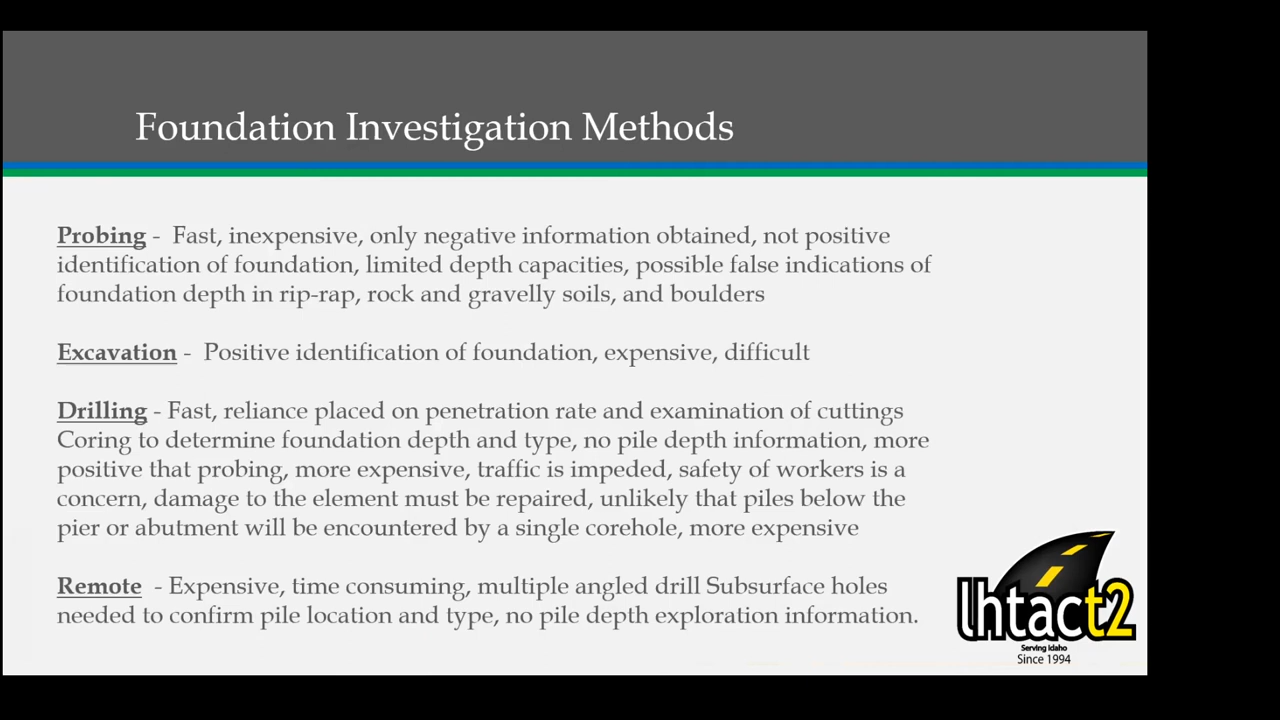 Foundation Investigation Methods
Probing - Fast, inexpensive, only negative information obtained, not positive
identification of foundation, limited depth capacities, possible false indications of
foundation depth in rip-rap, rock and gravelly soils, and boulders
Excavation - Positive identification of foundation, expensive, difficult
Drilling - Fast, reliance placed on penetration rate and examination of cuttings
Coring to determine foundation depth and type, no pile depth information, more
positive that probing, more expensive, traffic is impeded, safety of workers is a
concern, damage to the element must be repaired, unlikely that piles below the
pier or abutment will be encountered by a single corehole, more expensive
Remote - Expensive, time consuming, multiple angled drill Subsurface holes
needed to confirm pile location and type, no pile depth exploration information.
lhtact2
Serving Idaho
Since 1994